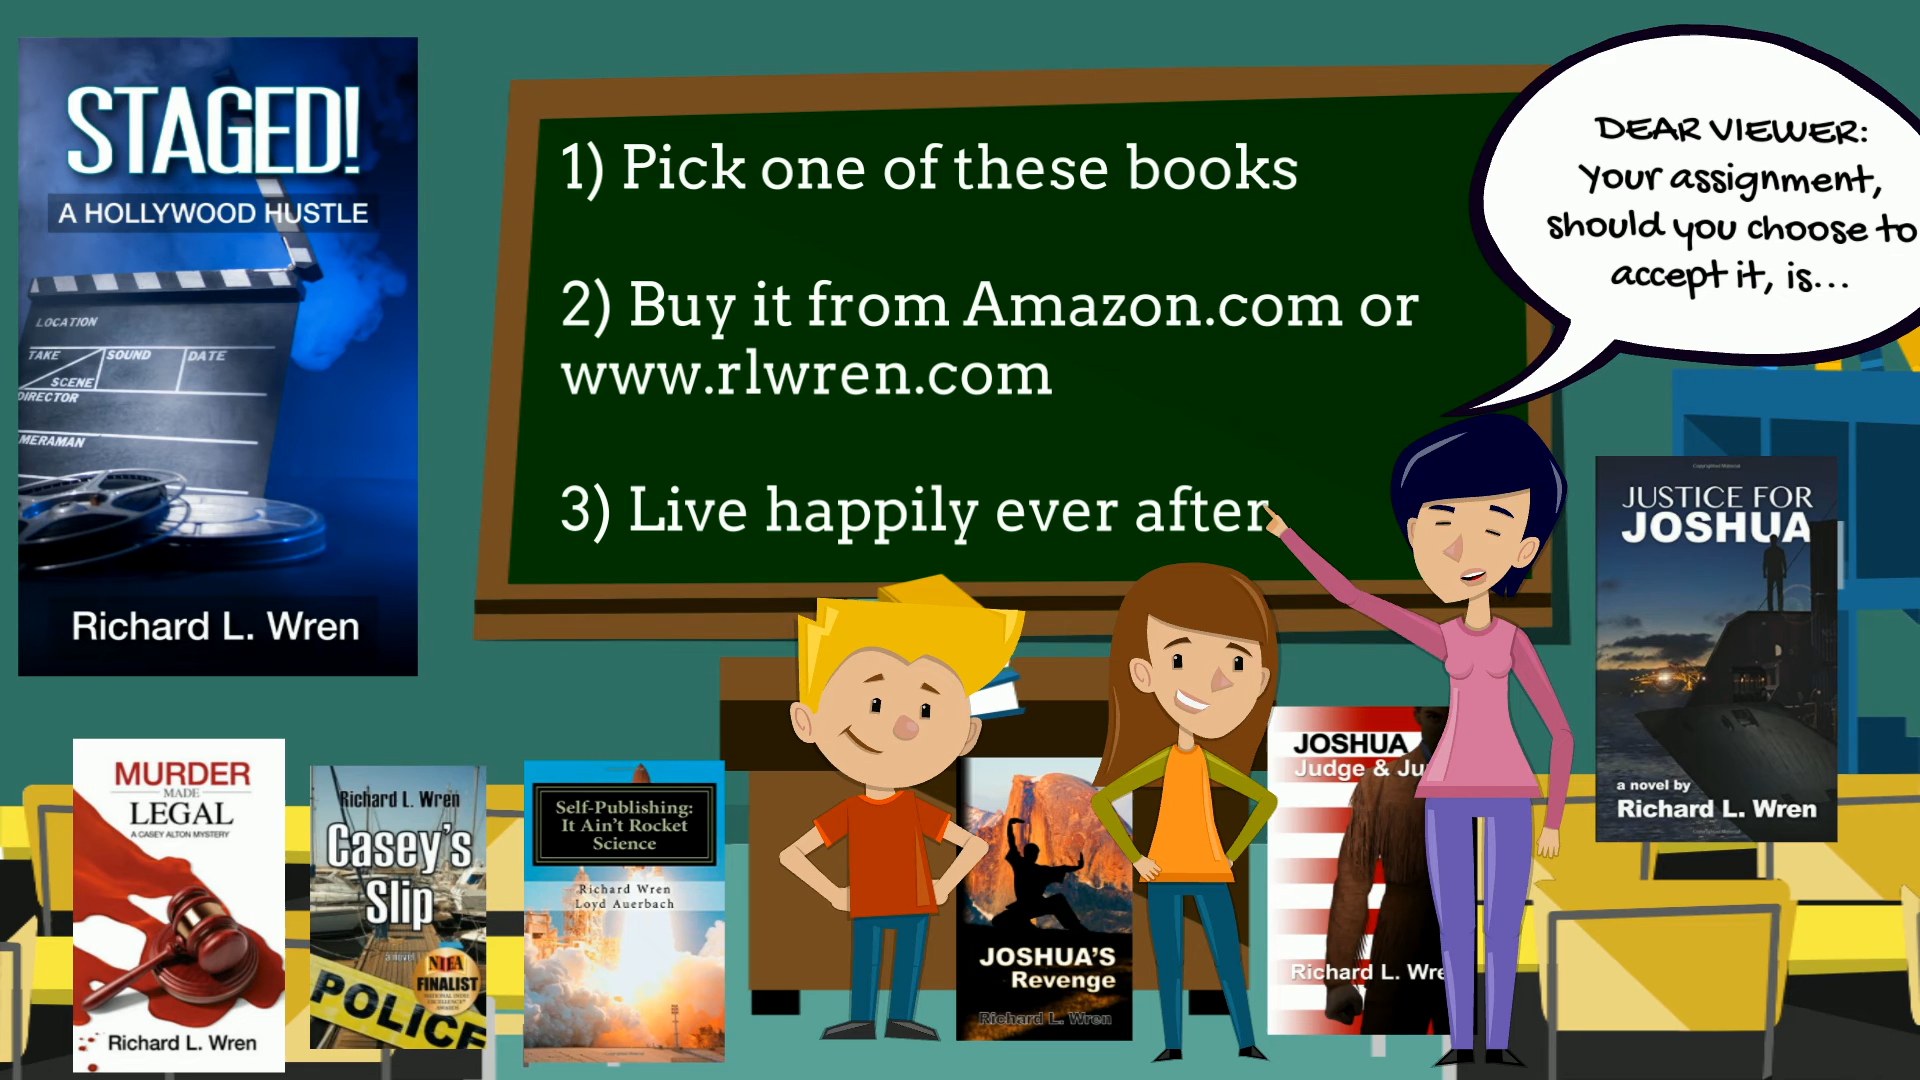 STAGED!
A HOLLYWOOD HUSTLE
LOCATION
TAKE
SOUND
DATE
SCENE
DIRECTOR
MERAMAN
Richard L. Wren
1) Pick one of these books
2) Buy it from Amazon.com or
www.rlwren.com
3) Live happily ever after
DEAR VIEWER:
Your assignment,
should you choose to
accept it, is...
JUSTICE FOR
JOSHUA
a novel by
Richard L. Wren
MURDER
MADE
LEGAL
A CASEY ALTON MYSTERY
Richard L. Wren
Richard L. Wren
Casey's
Slip
a novel
NIEA
FINALIST
POLICE
Self-Publishing:
It Ain't Rocket
Science
Richard Wren
Loyd Auerbach
JOSHUA'S
Revenge
Richard L. Wren
JOSHUA
Judge & Ju
Richard L. Wre